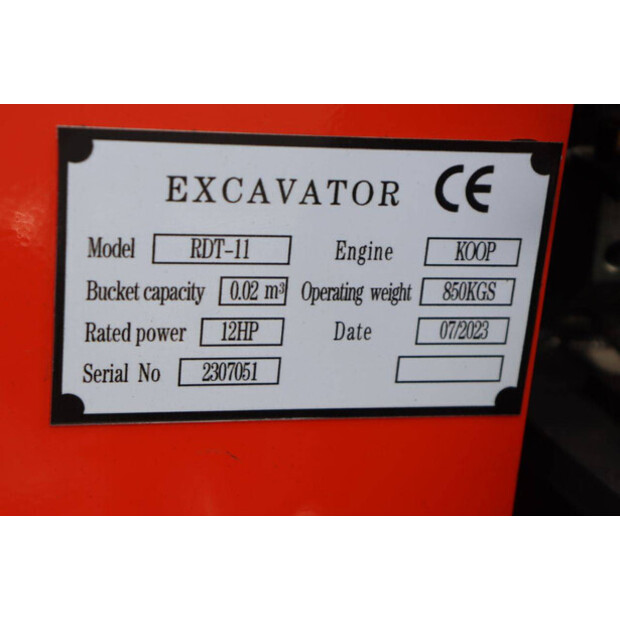 EXCAVATOR CE
Model RDT-11 Engine KOOP
Bucket capacity 0.02 m³ Operating weight 850KGS
Rated power 12HP Date 07/2023
Serial No 2307051